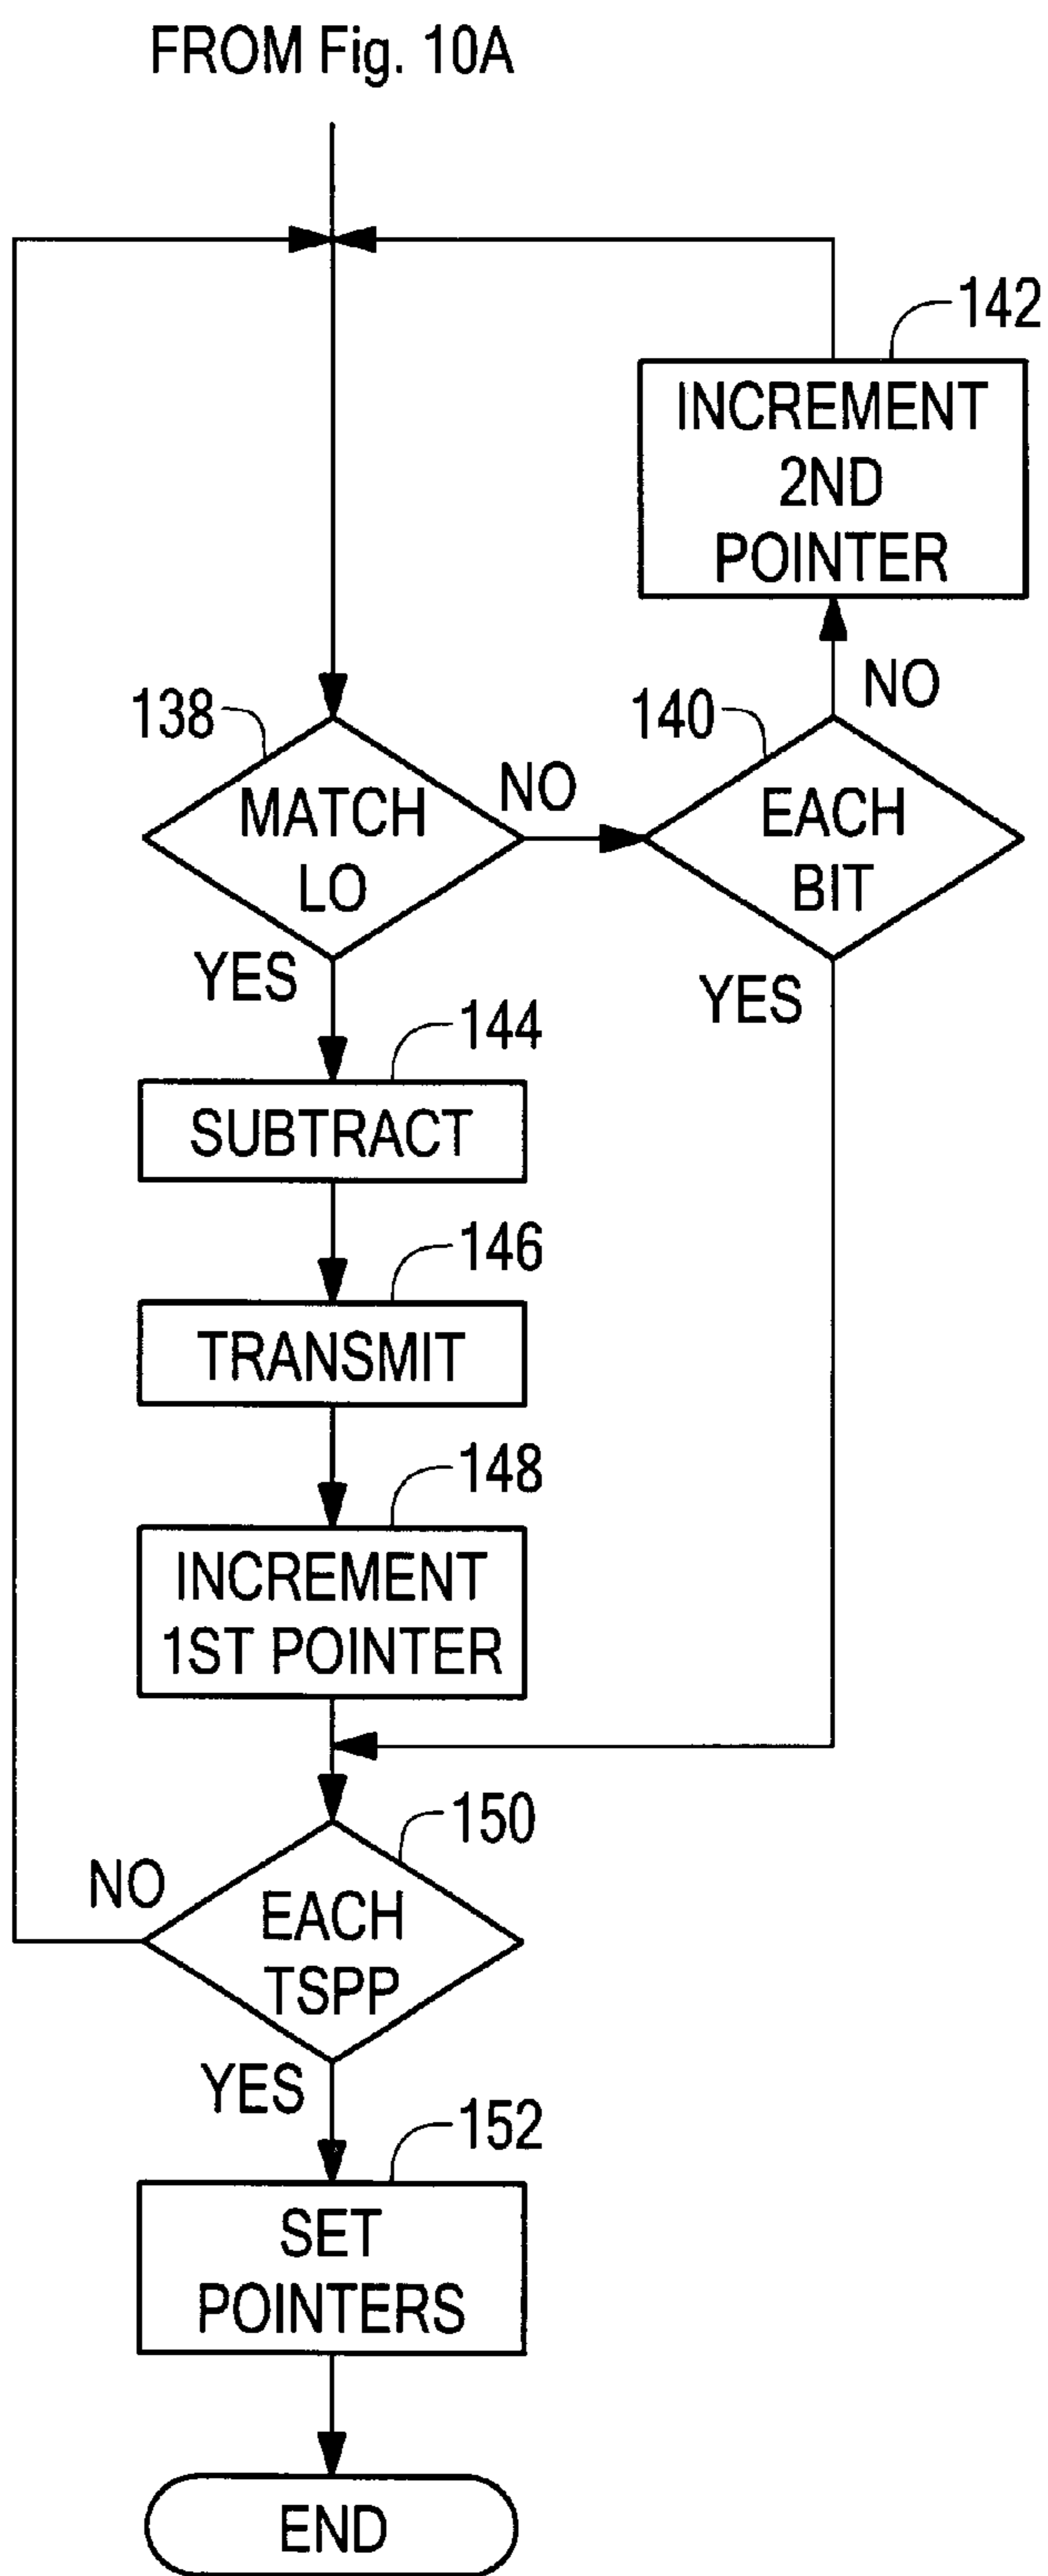 FROM Fig. 10A
142
INCREMENT
2ND
POINTER
NO
138
140
MATCH
LO
NO
EACH
BIT
YES
YES
144
SUBTRACT
146
TRANSMIT
148
INCREMENT
1ST POINTER
150
NO
EACH
TSPP
YES
152
SET
POINTERS
END